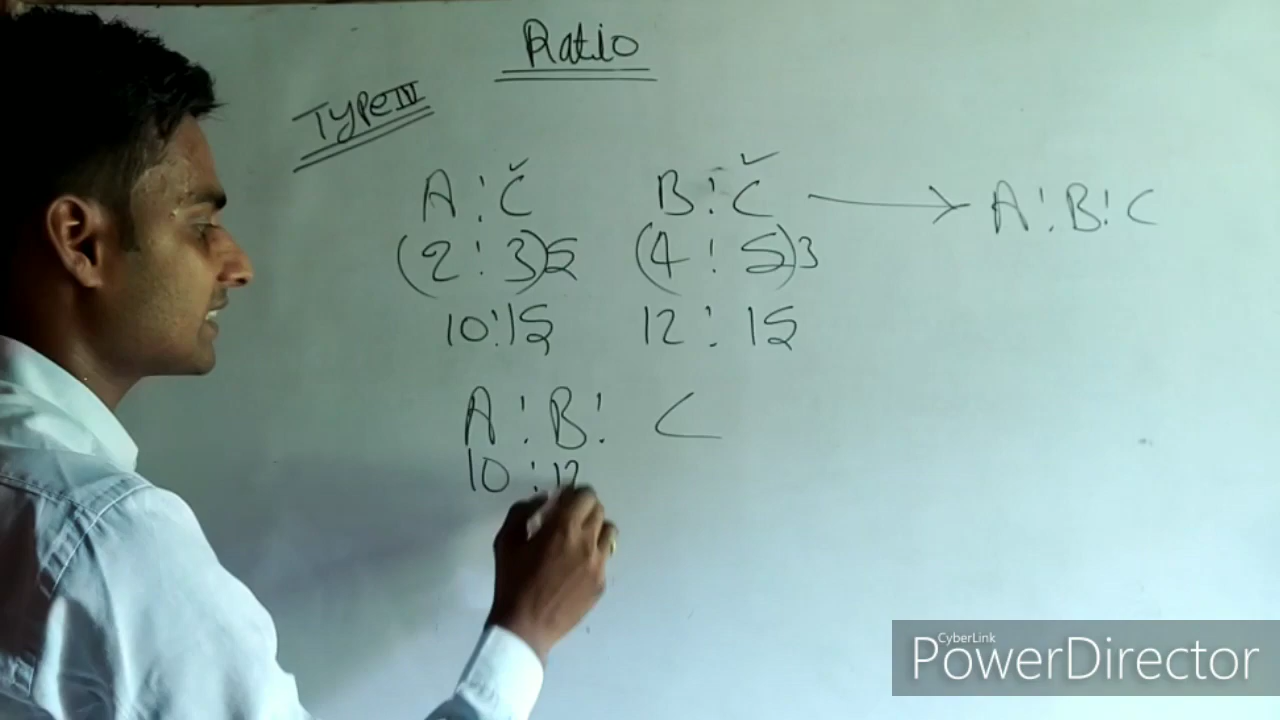 Ratio
Type IV
A : C B : C → A : B : C
(2 : 3)5 (4 : 5)3
10 : 15 12 : 15
A : B : C
10 : 12
CyberLink
PowerDirector